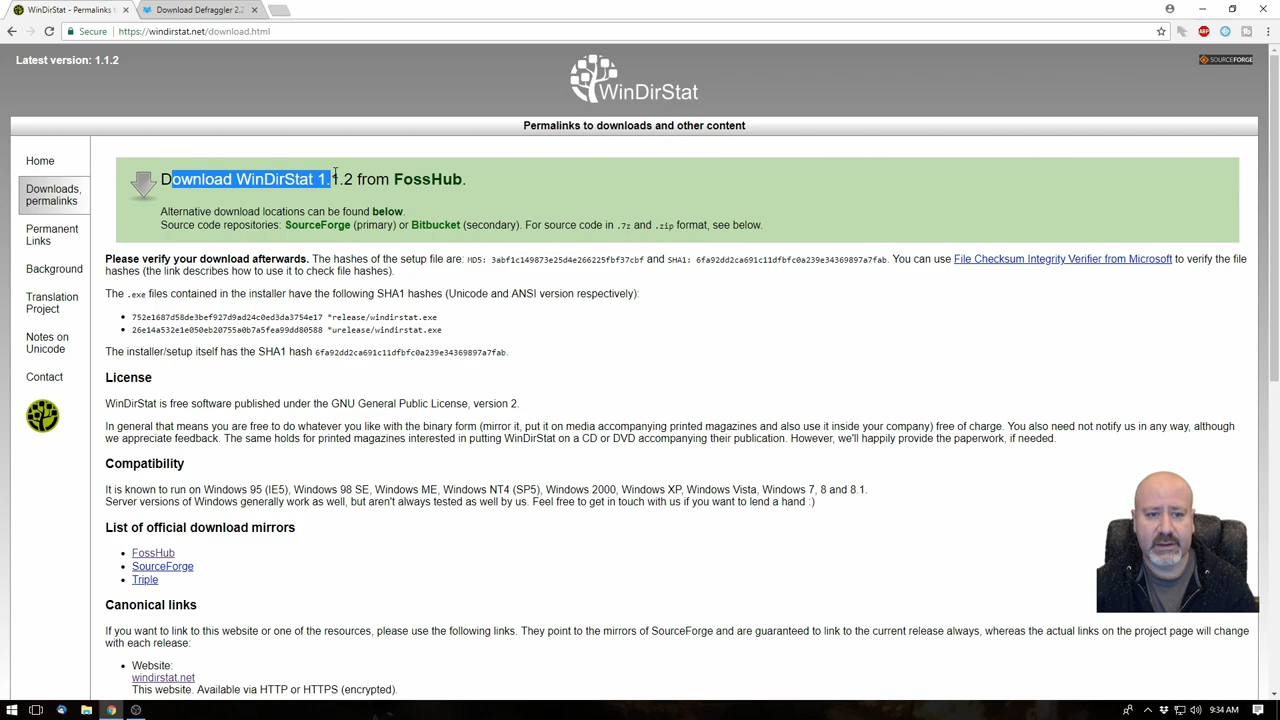 WinDirStat - Permalinks t
Download Defraggler 2.2
Secure
https://windirstat.net/download.html
ABP
Latest version: 1.1.2
WinDirStat
SOURCEFORGE
Permalinks to downloads and other content
Home
Downloads,
permalinks
Permanent
Links
Background
Translation
Project
Notes on
Unicode
Contact
Download WinDirStat 1.1.2 from FossHub.
Alternative download locations can be found below.
Source code repositories: SourceForge (primary) or Bitbucket (secondary). For source code in .7z and .zip format, see below.
Please verify your download afterwards. The hashes of the setup file are: MD5: 3abf1c149873e25d4e266225fbf37cbf and SHA1: 6fa92dd2ca691c11dfbfc0a239e34369897a7fab. You can use File Checksum Integrity Verifier from Microsoft to verify the file
hashes (the link describes how to use it to check file hashes).
The .exe files contained in the installer have the following SHA1 hashes (Unicode and ANSI version respectively):
752e1687d58de3bef927d9ad24c0ed3da3754e17 *release/windirstat.exe
26e14a532e1e050eb20755a0b7a5fea99dd80588 *urelease/windirstat.exe
The installer/setup itself has the SHA1 hash 6fa92dd2ca691c11dfbfc0a239e34369897a7fab.
License
WinDirStat is free software published under the GNU General Public License, version 2.
In general that means you are free to do whatever you like with the binary form (mirror it, put it on media accompanying printed magazines and also use it inside your company) free of charge. You also need not notify us in any way, although
we appreciate feedback. The same holds for printed magazines interested in putting WinDirStat on a CD or DVD accompanying their publication. However, we'll happily provide the paperwork, if needed.
Compatibility
It is known to run on Windows 95 (IE5), Windows 98 SE, Windows ME, Windows NT4 (SP5), Windows 2000, Windows XP, Windows Vista, Windows 7, 8 and 8.1.
Server versions of Windows generally work as well, but aren't always tested as well by us. Feel free to get in touch with us if you want to lend a hand :)
List of official download mirrors
FossHub
SourceForge
Triple
Canonical links
If you want to link to this website or one of the resources, please use the following links. They point to the mirrors of SourceForge and are guaranteed to link to the current release always, whereas the actual links on the project page will change
with each release:
Website:
windirstat.net
This website. Available via HTTP or HTTPS (encrypted).
9:34 AM